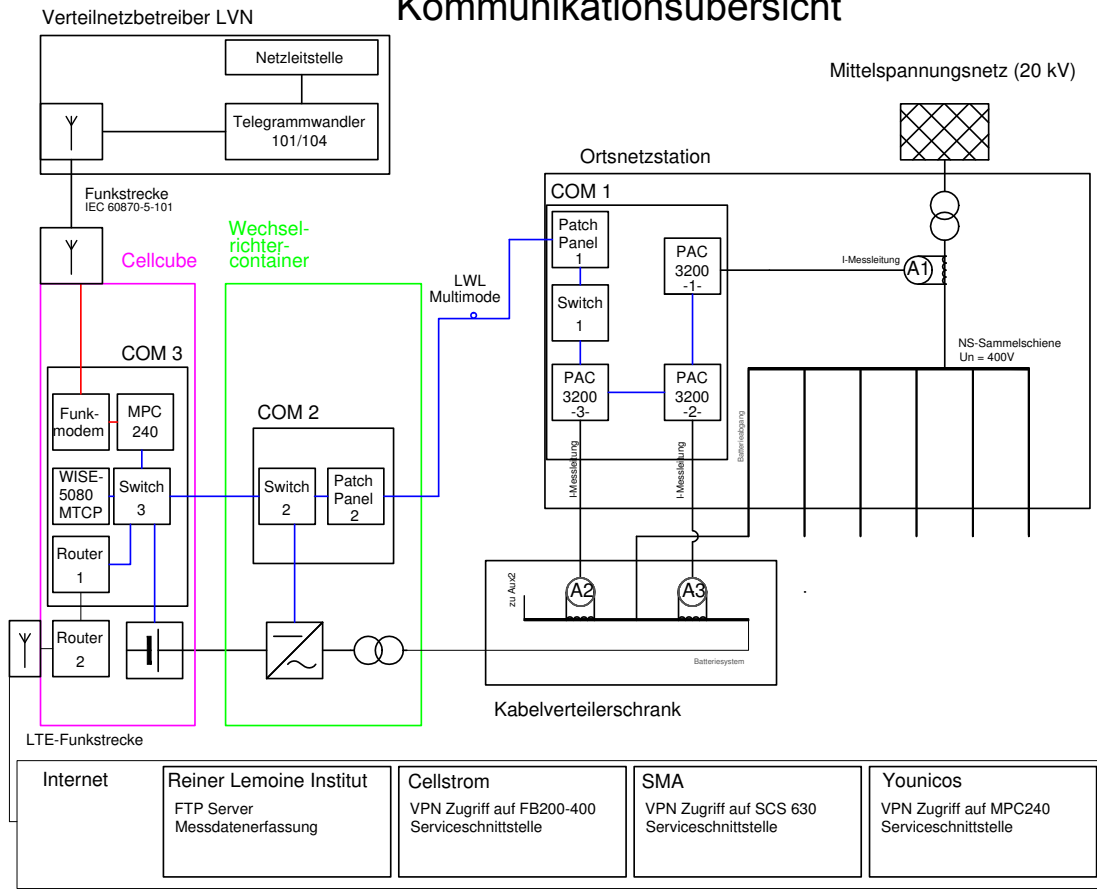 Kommunikationsübersicht
Verteilnetzbetreiber LVN
Netzleitstelle
Telegrammwandler
101/104
Funkstrecke
IEC 60870-5-101
Mittelspannungsnetz (20 kV)
Ortsnetzstation
COM 1
Patch
Panel
1
Switch
1
PAC
3200
-1-
PAC
3200
-3-
PAC
3200
-2-
I-Messleitung
A1
NS-Sammelschiene
Un = 400V
Batterieabgang
I-Messleitung
I-Messleitung
LWL
Multimode
Cellcube
COM 3
Funk-
modem
MPC
240
WISE-
5080
MTCP
Switch
3
Router
1
Router
2
Wechsel-
richter-
container
COM 2
Switch
2
Patch
Panel
2
zu Aux2
A2
A3
Batteriesystem
Kabelverteilerschrank
LTE-Funkstrecke
Internet
Reiner Lemoine Institut
FTP Server
Messdatenerfassung
Cellstrom
VPN Zugriff auf FB200-400
Serviceschnittstelle
SMA
VPN Zugriff auf SCS 630
Serviceschnittstelle
Younicos
VPN Zugriff auf MPC240
Serviceschnittstelle